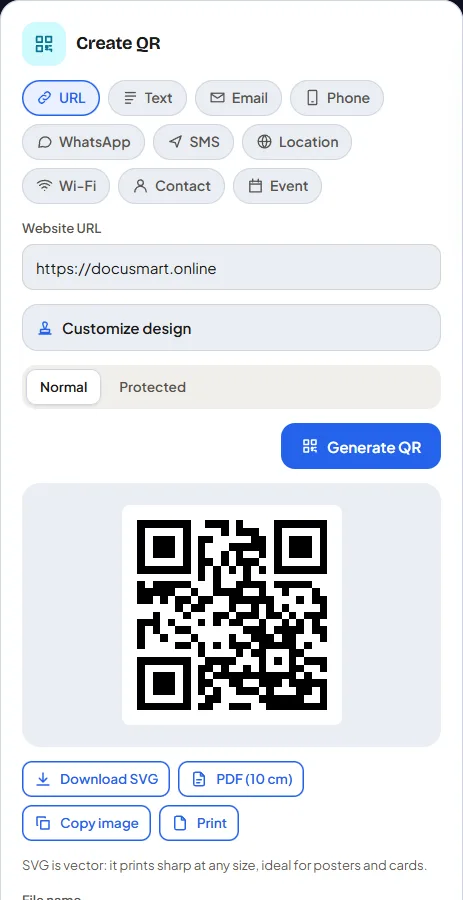 Create QR
URL Text Email Phone
WhatsApp SMS Location
Wi-Fi Contact Event
Website URL
https://docusmart.online
Customize design
Normal Protected
Generate QR
Download SVG PDF (10 cm)
Copy image Print
SVG is vector: it prints sharp at any size, ideal for posters and cards.
File name